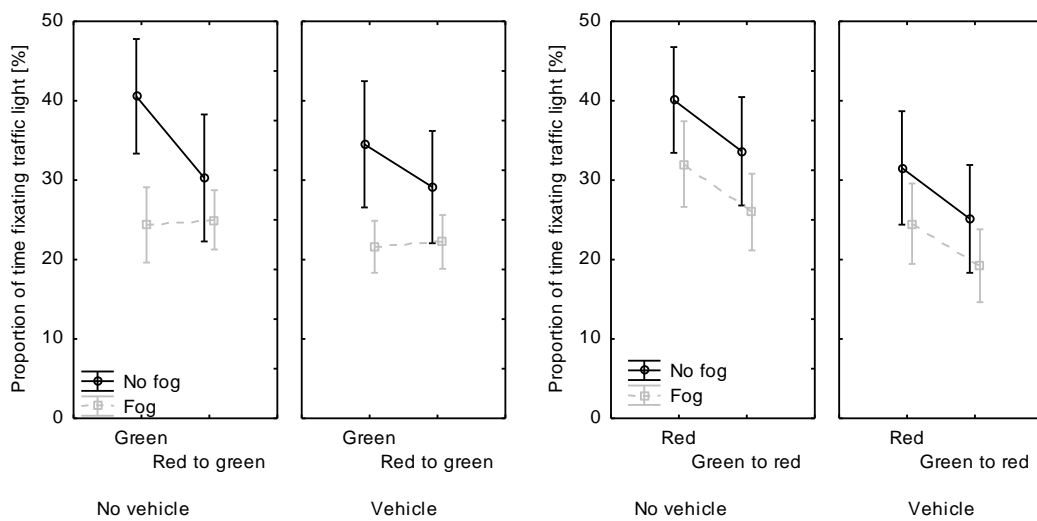 Proportion of time fixating traffic light [%]
50
40
30
20
10
0
No fog
Fog
Green
Red to green
No vehicle
Green
Red to green
Vehicle
Proportion of time fixating traffic light [%]
50
40
30
20
10
0
No fog
Fog
Red
Green to red
No vehicle
Red
Green to red
Vehicle